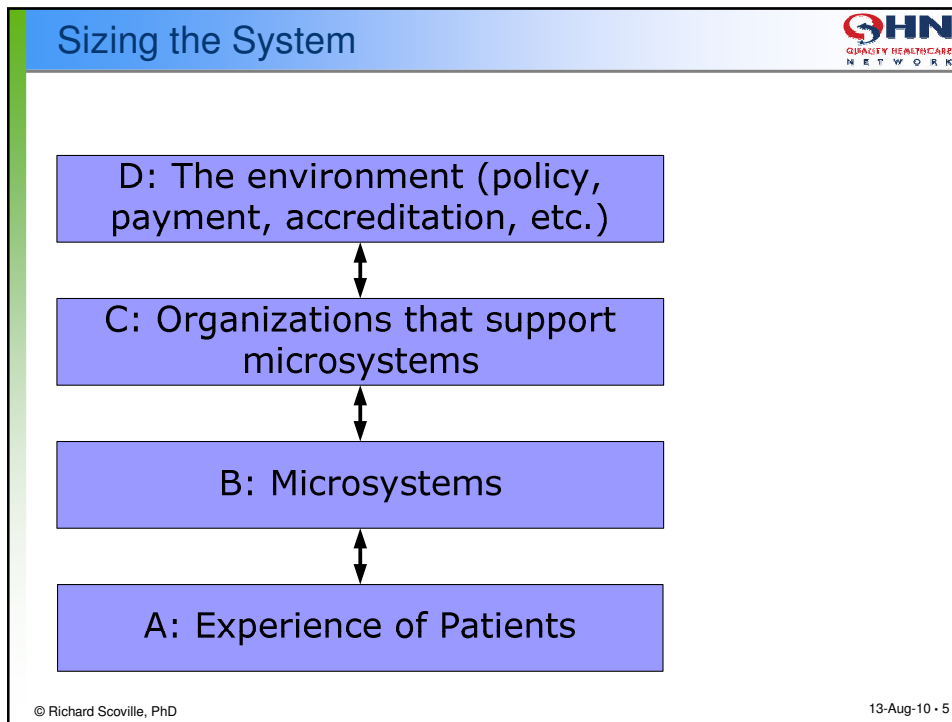 Sizing the System
QHN
QUALITY HEALTHCARE
NETWORK
D: The environment (policy,
payment, accreditation, etc.)
C: Organizations that support
microsystems
B: Microsystems
A: Experience of Patients
© Richard Scoville, PhD
13-Aug-10 • 5